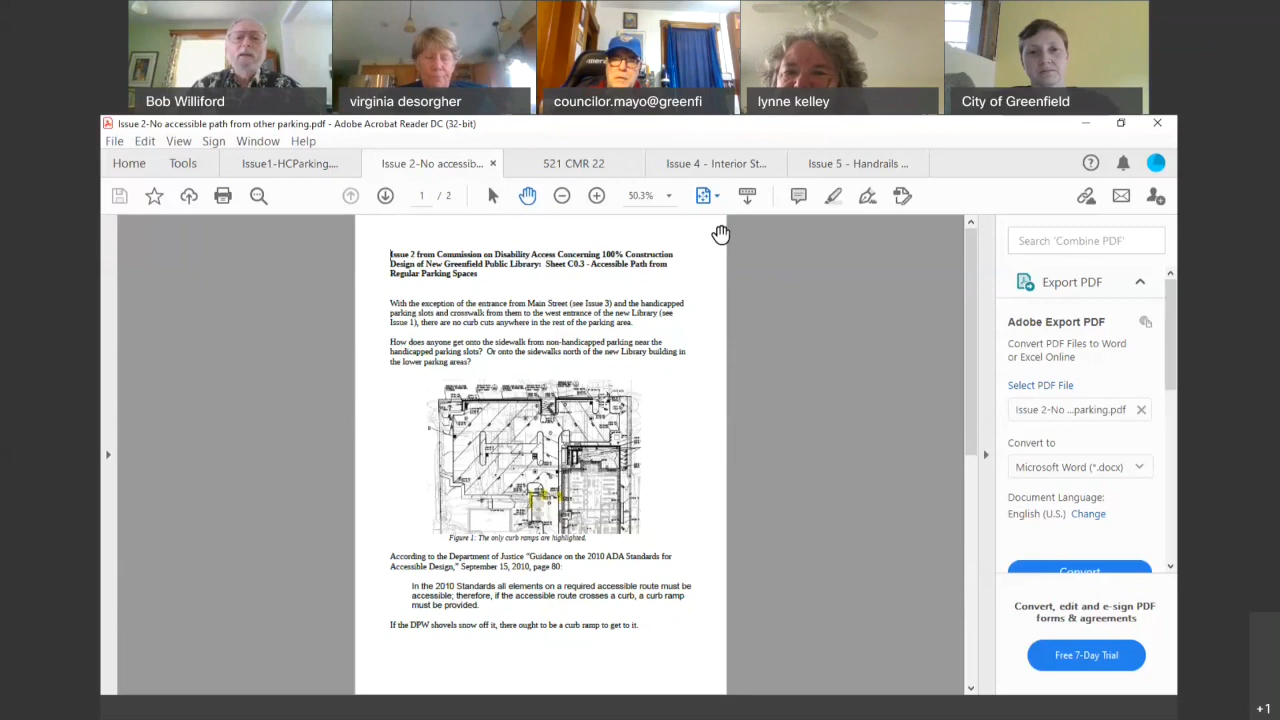 Bob Williford
virginia desorgher
councilor.mayo@greenfi
lynne kelley
City of Greenfield
Issue 2-No accessible path from other parking.pdf - Adobe Acrobat Reader DC (32-bit)
File Edit View Sign Window Help
Home Tools Issue1-HCParking.... Issue 2-No accessib... 521 CMR 22 Issue 4 - Interior St... Issue 5 - Handrails ...
1 / 2 50.3%
Issue 2 from Commission on Disability Access Concerning 100% Construction
Design of New Greenfield Public Library: Sheet C0.3 - Accessible Path from
Regular Parking Spaces
With the exception of the entrance from Main Street (see Issue 3) and the handicapped
parking slots and crosswalk from them to the west entrance of the new Library (see
Issue 1), there are no curb cuts anywhere in the rest of the parking area.
How does anyone get onto the sidewalk from non-handicapped parking near the
handicapped parking slots? Or onto the sidewalks north of the new Library building in
the lower parking areas?
Figure 1: The only curb ramps are highlighted.
According to the Department of Justice “Guidance on the 2010 ADA Standards for
Accessible Design,” September 15, 2010, page 80:
In the 2010 Standards all elements on a required accessible route must be
accessible; therefore, if the accessible route crosses a curb, a curb ramp
must be provided.
If the DPW shovels snow off it, there ought to be a curb ramp to get to it.
Search 'Combine PDF'
Export PDF
Adobe Export PDF
Convert PDF Files to Word
or Excel Online
Select PDF File
Issue 2-No ...parking.pdf
Convert to
Microsoft Word (*.docx)
Document Language:
English (U.S.) Change
Convert
Convert, edit and e-sign PDF
forms & agreements
Free 7-Day Trial
+1